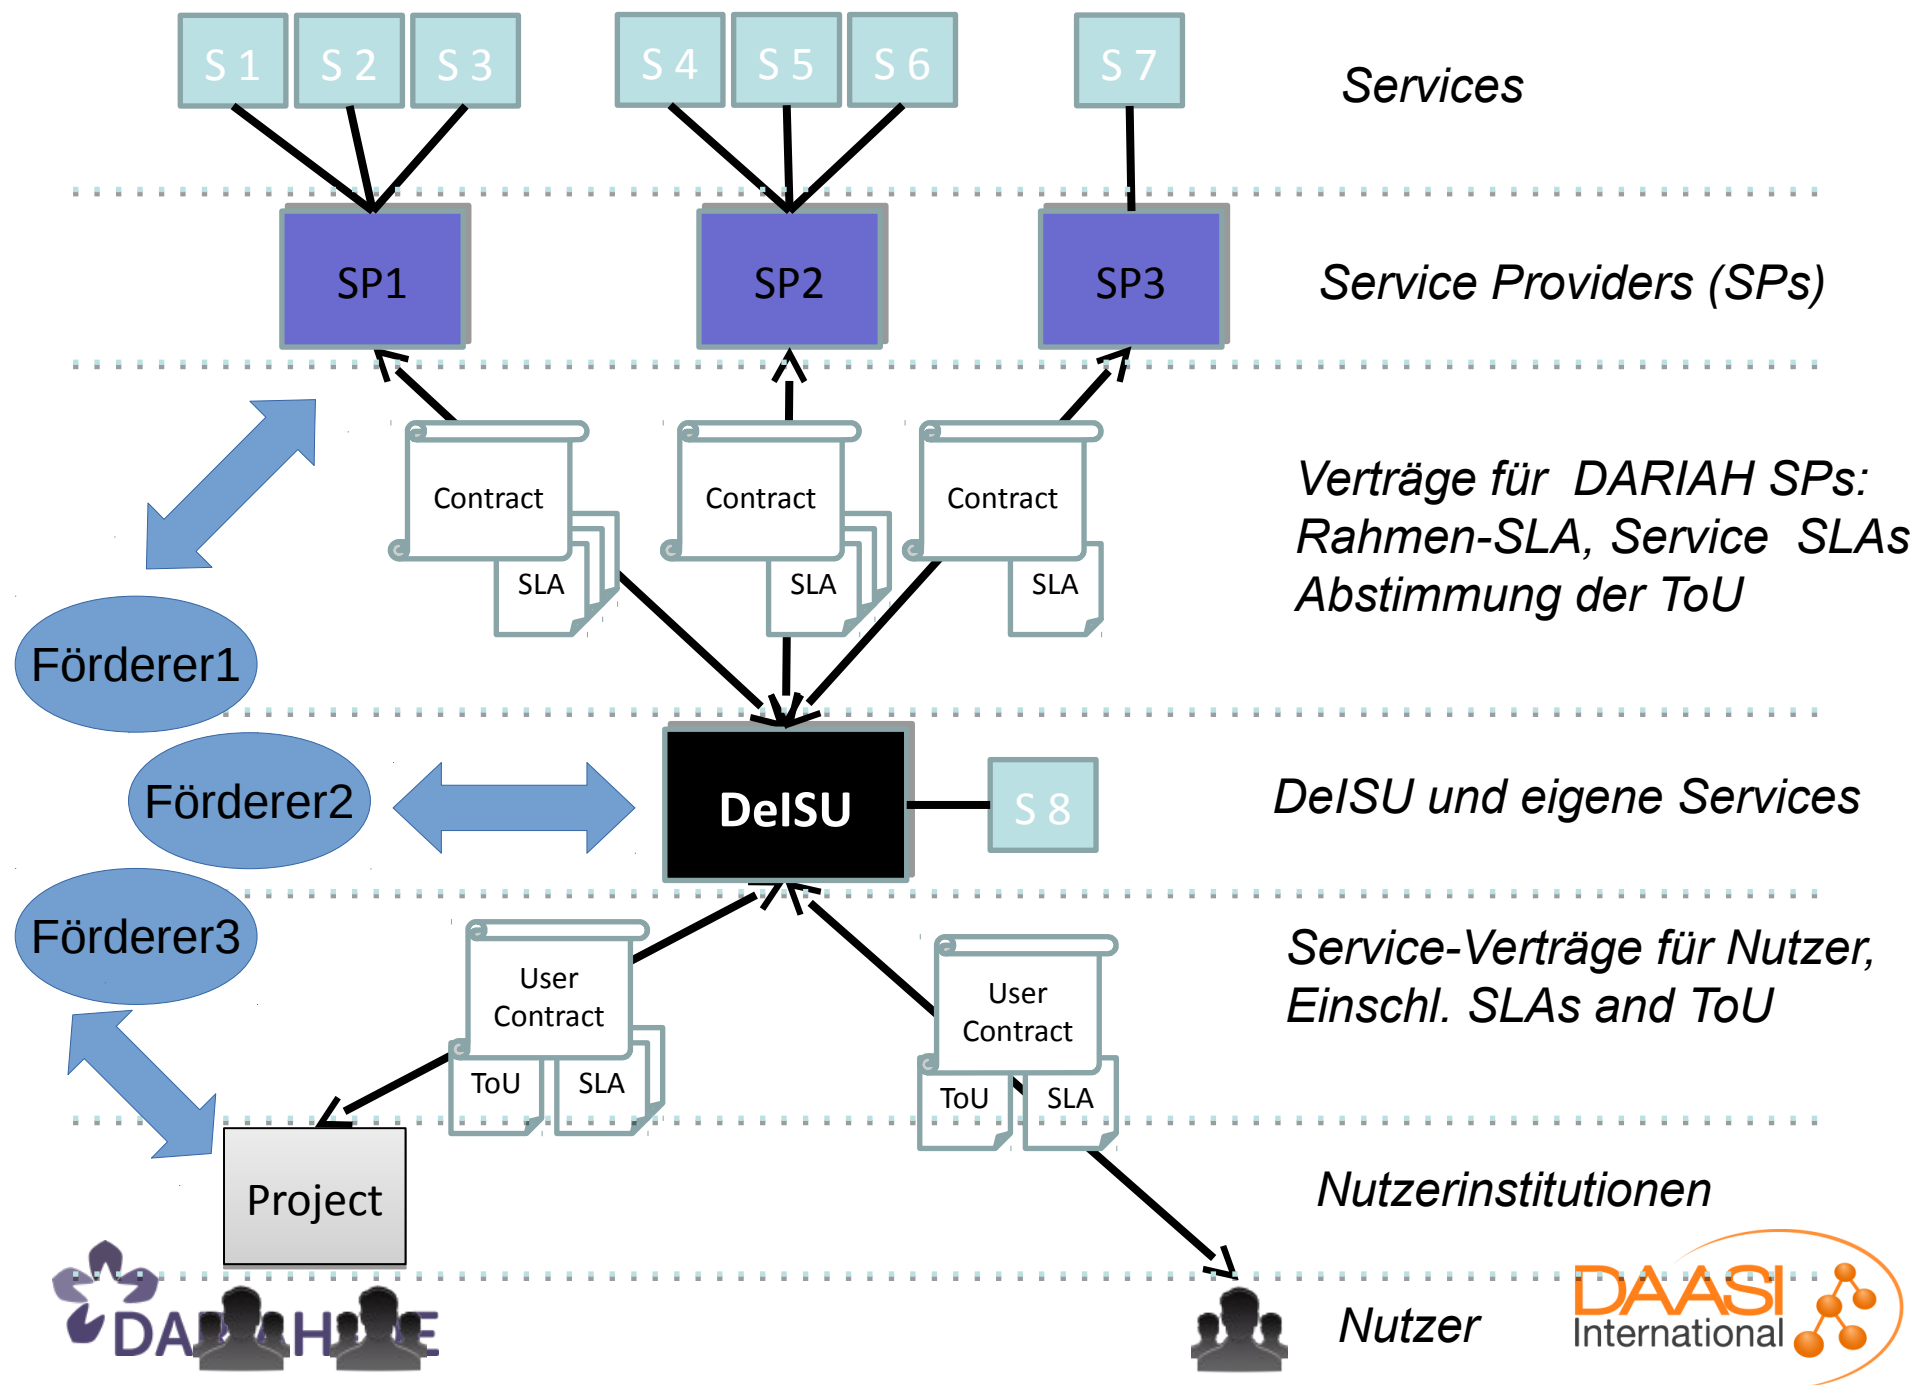 S 1
S 2
S 3
S 4
S 5
S 6
S 7
Services
SP1
SP2
SP3
Service Providers (SPs)
Contract
SLA
Contract
SLA
Contract
SLA
Verträge für DARIAH SPs:
Rahmen-SLA, Service SLAs
Abstimmung der ToU
Förderer1
Förderer2
Förderer3
DeISU
S 8
DeISU und eigene Services
User
Contract
ToU
SLA
User
Contract
ToU
SLA
Service-Verträge für Nutzer,
Einschl. SLAs and ToU
Project
Nutzerinstitutionen
Nutzer
DAASI
International